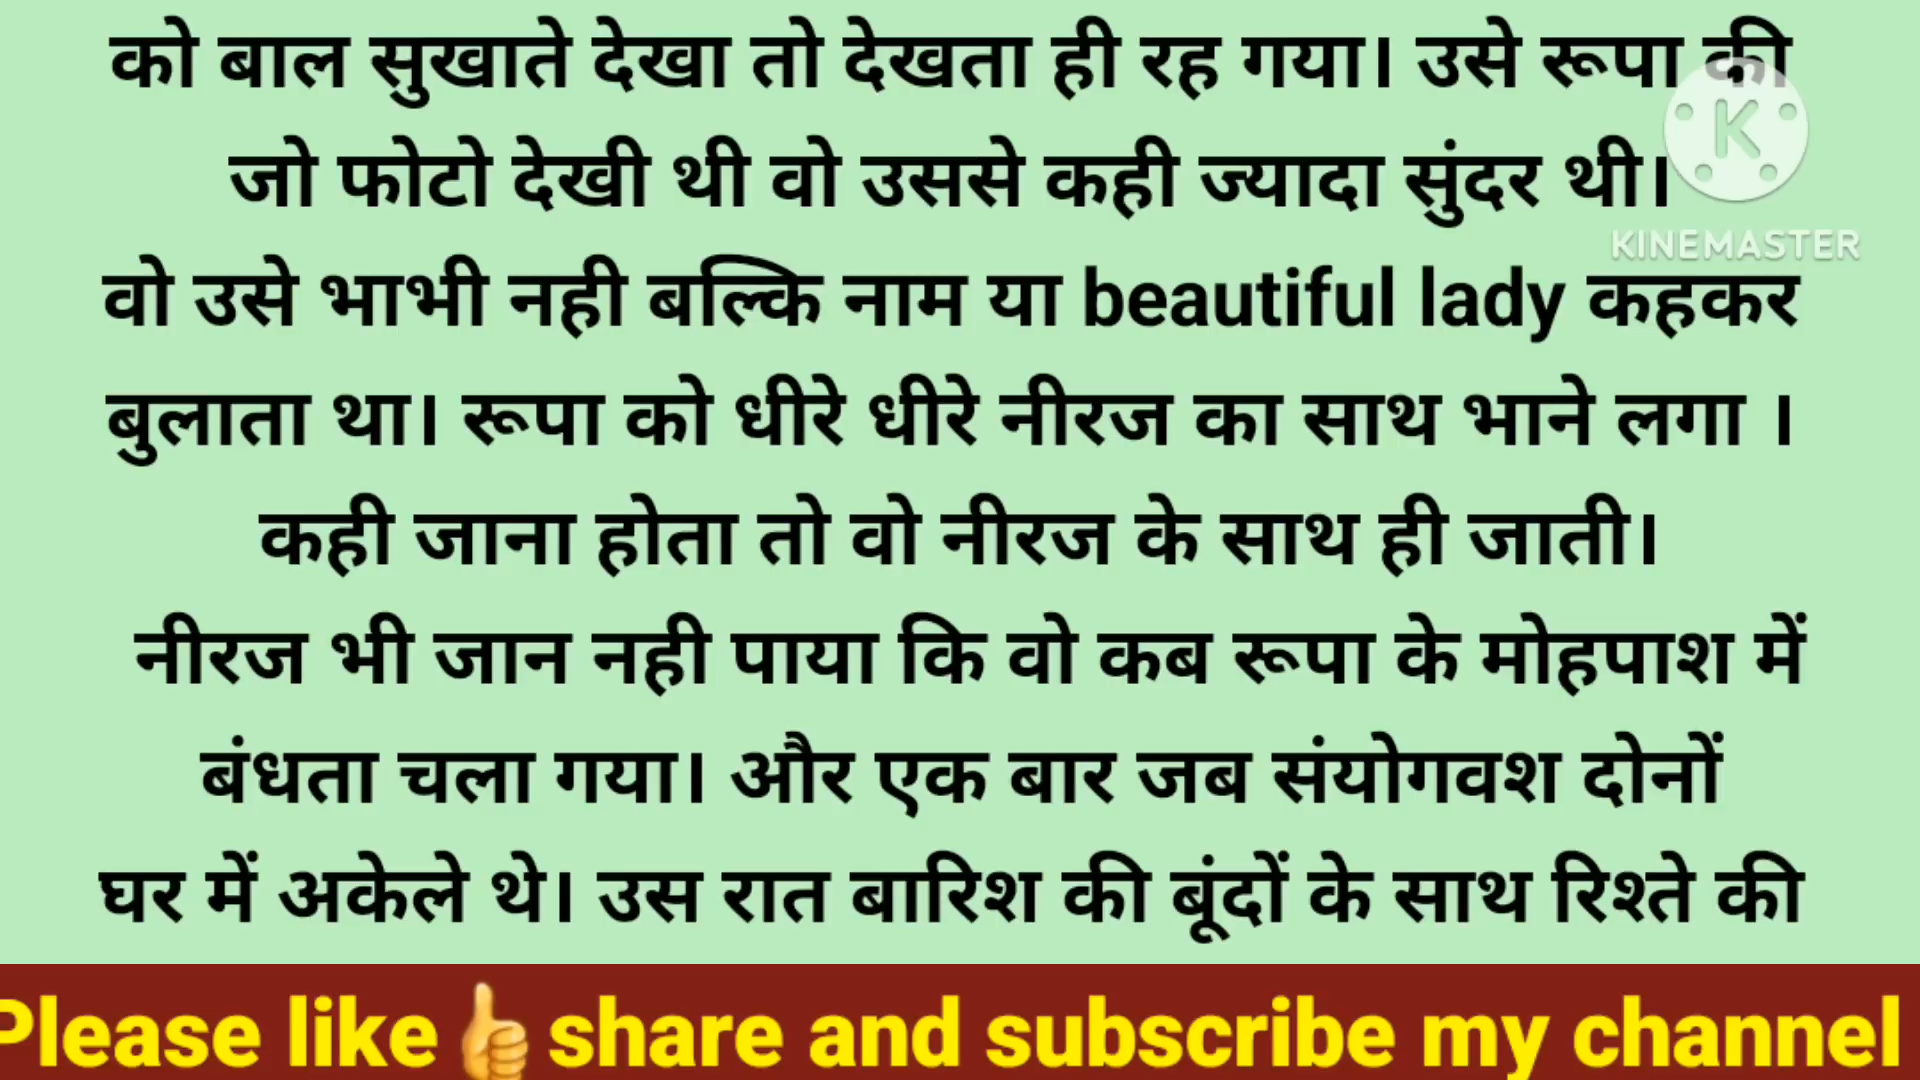 को बाल सुखाते देखा तो देखता ही रह गया। उसे रूपा की
जो फोटो देखी थी वो उससे कही ज्यादा सुंदर थी।
K
KINEMASTER
वो उसे भाभी नही बल्कि नाम या beautiful lady कहकर
बुलाता था। रूपा को धीरे धीरे नीरज का साथ भाने लगा ।
कही जाना होता तो वो नीरज के साथ ही जाती।
नीरज भी जान नही पाया कि वो कब रूपा के मोहपाश में
बंधता चला गया। और एक बार जब संयोगवश दोनों
घर में अकेले थे। उस रात बारिश की बूंदों के साथ रिश्ते की
Please like 👍 share and subscribe my channel